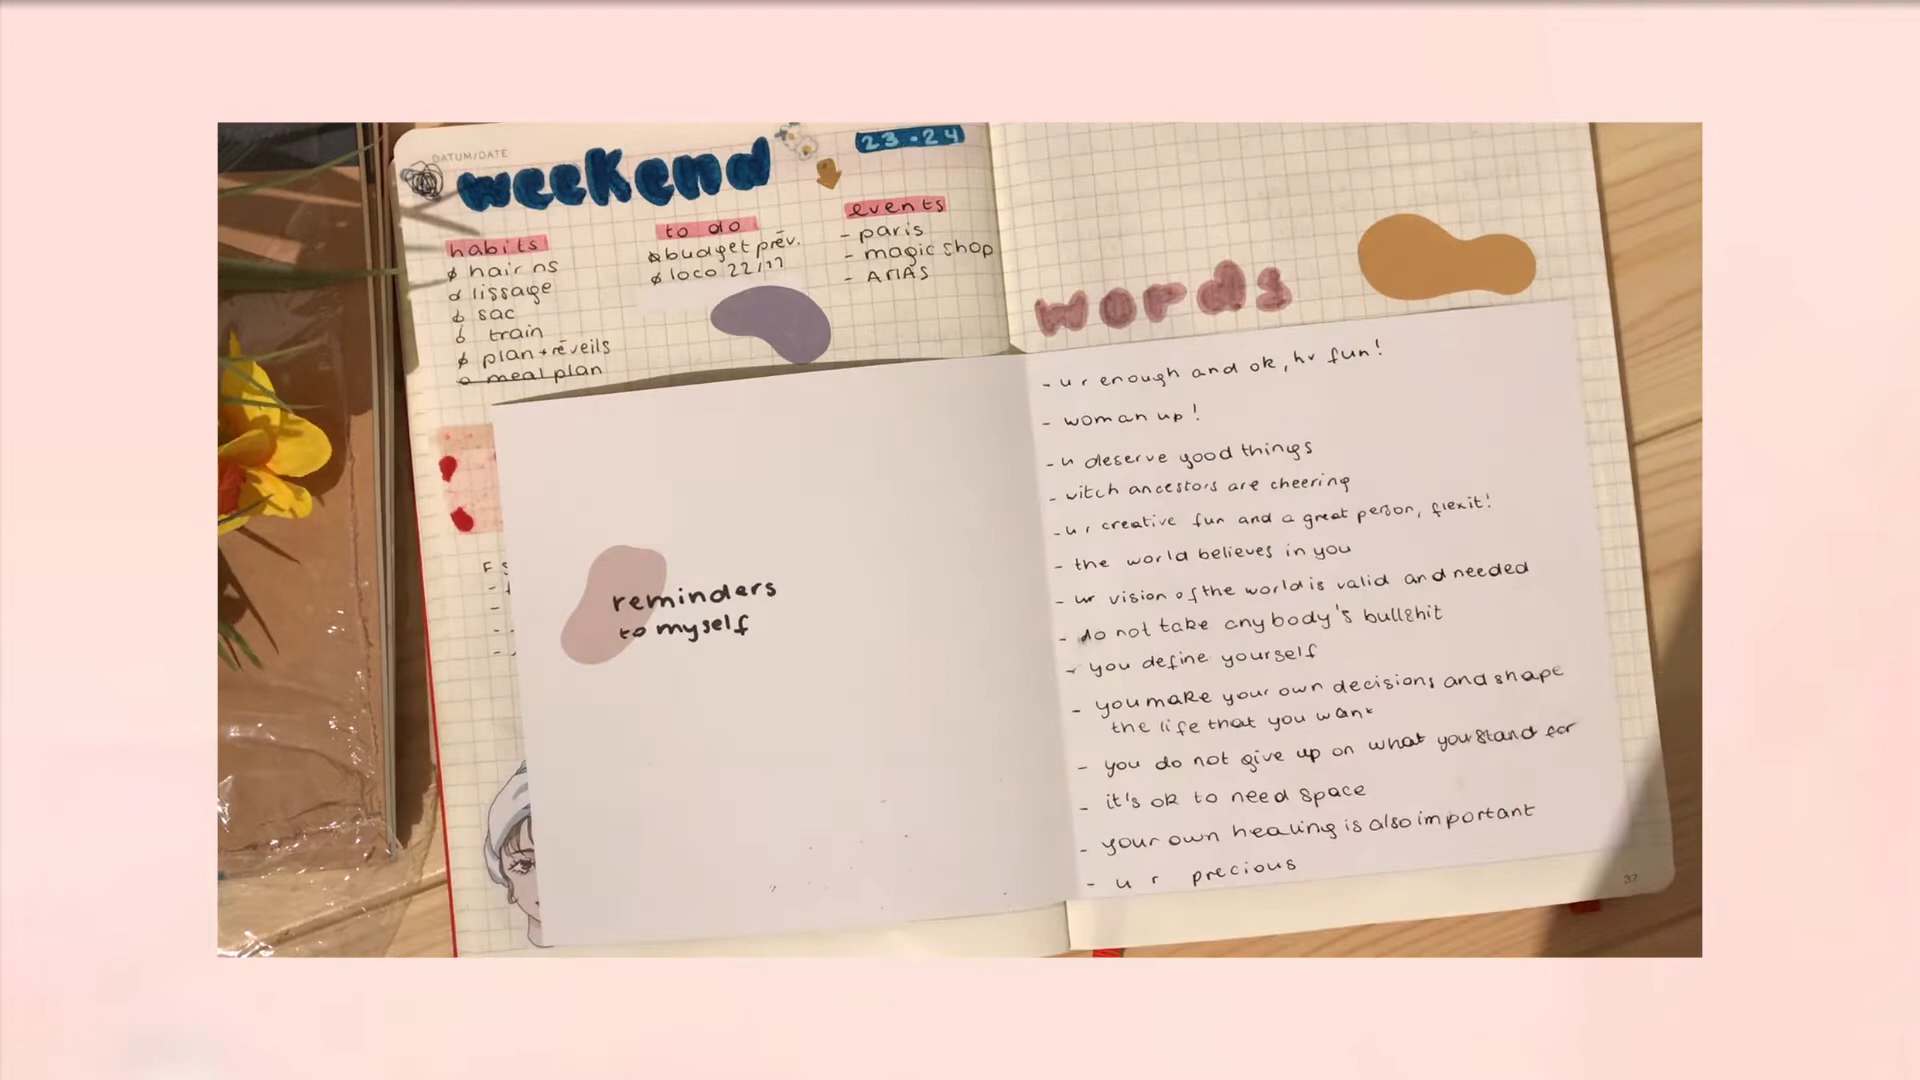 DATUM/DATE
weekend
23-24
habits
hair ns
lissage
sac
train
plan + réveils
meal plan
to do
budget prév.
loco 22/11
events
- paris
- magic shop
- AMAS
words
reminders
to myself
- u r enough and ok, hv fun!
- woman up!
- u deserve good things
- witch ancestors are cheering
- u r creative fun and a great person, flex it!
- the world believes in you
- ur vision of the world is valid and needed
- do not take anybody's bullshit
- you define yourself
- you make your own decisions and shape
the life that you want
- you do not give up on what you stand for
- it's ok to need space
- your own healing is also important
- u r precious
37